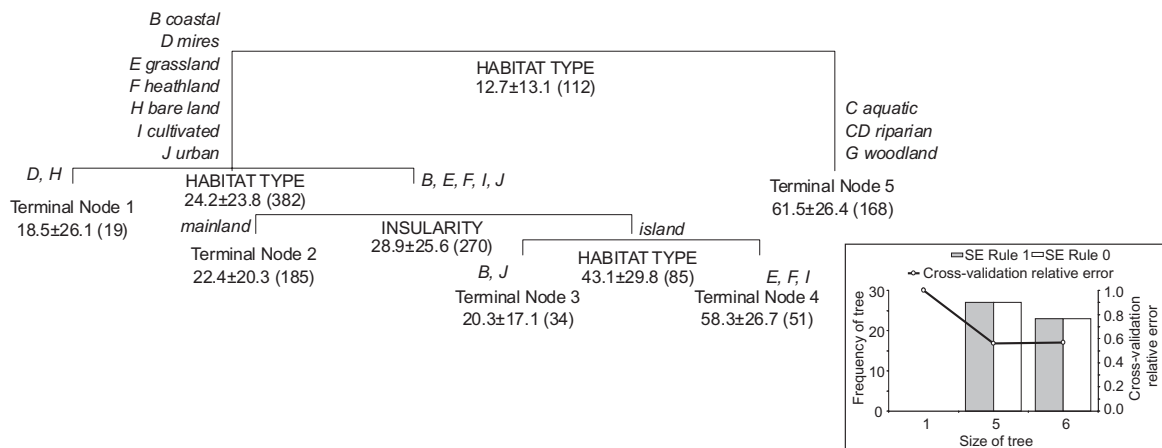 B coastal
D mires
E grassland
F heathland
H bare land
I cultivated
J urban
HABITAT TYPE
12.7±13.1 (112)
C aquatic
CD riparian
G woodland
Terminal Node 5
61.5±26.4 (168)
D, H
Terminal Node 1
18.5±26.1 (19)
HABITAT TYPE
24.2±23.8 (382)
B, E, F, I, J
mainland
Terminal Node 2
22.4±20.3 (185)
INSULARITY
28.9±25.6 (270)
island
B, J
Terminal Node 3
20.3±17.1 (34)
HABITAT TYPE
43.1±29.8 (85)
E, F, I
Terminal Node 4
58.3±26.7 (51)
SE Rule 1 SE Rule 0
Cross-validation relative error
Frequency of tree
30
20
10
0
1.0
0.8
0.6
0.4
0.2
0.0
Cross-validation
relative error
1 5 6
Size of tree